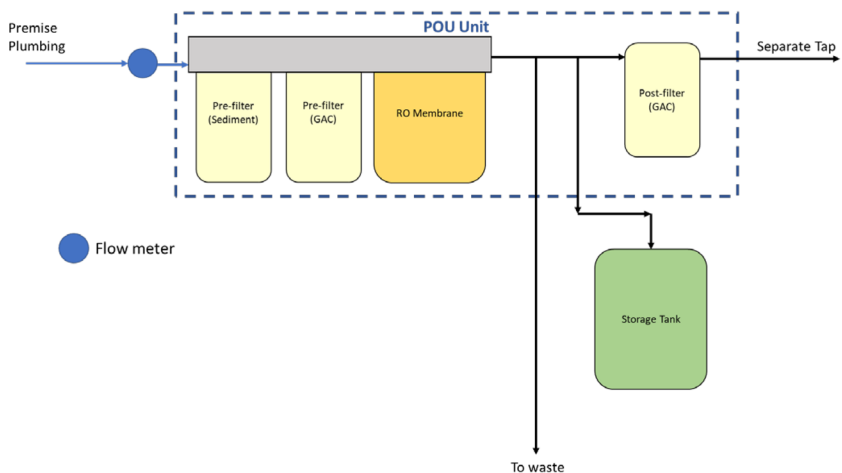 Premise
Plumbing
POU Unit
Separate Tap
Pre-filter
(Sediment)
Pre-filter
(GAC)
RO Membrane
Post-filter
(GAC)
Flow meter
Storage Tank
To waste